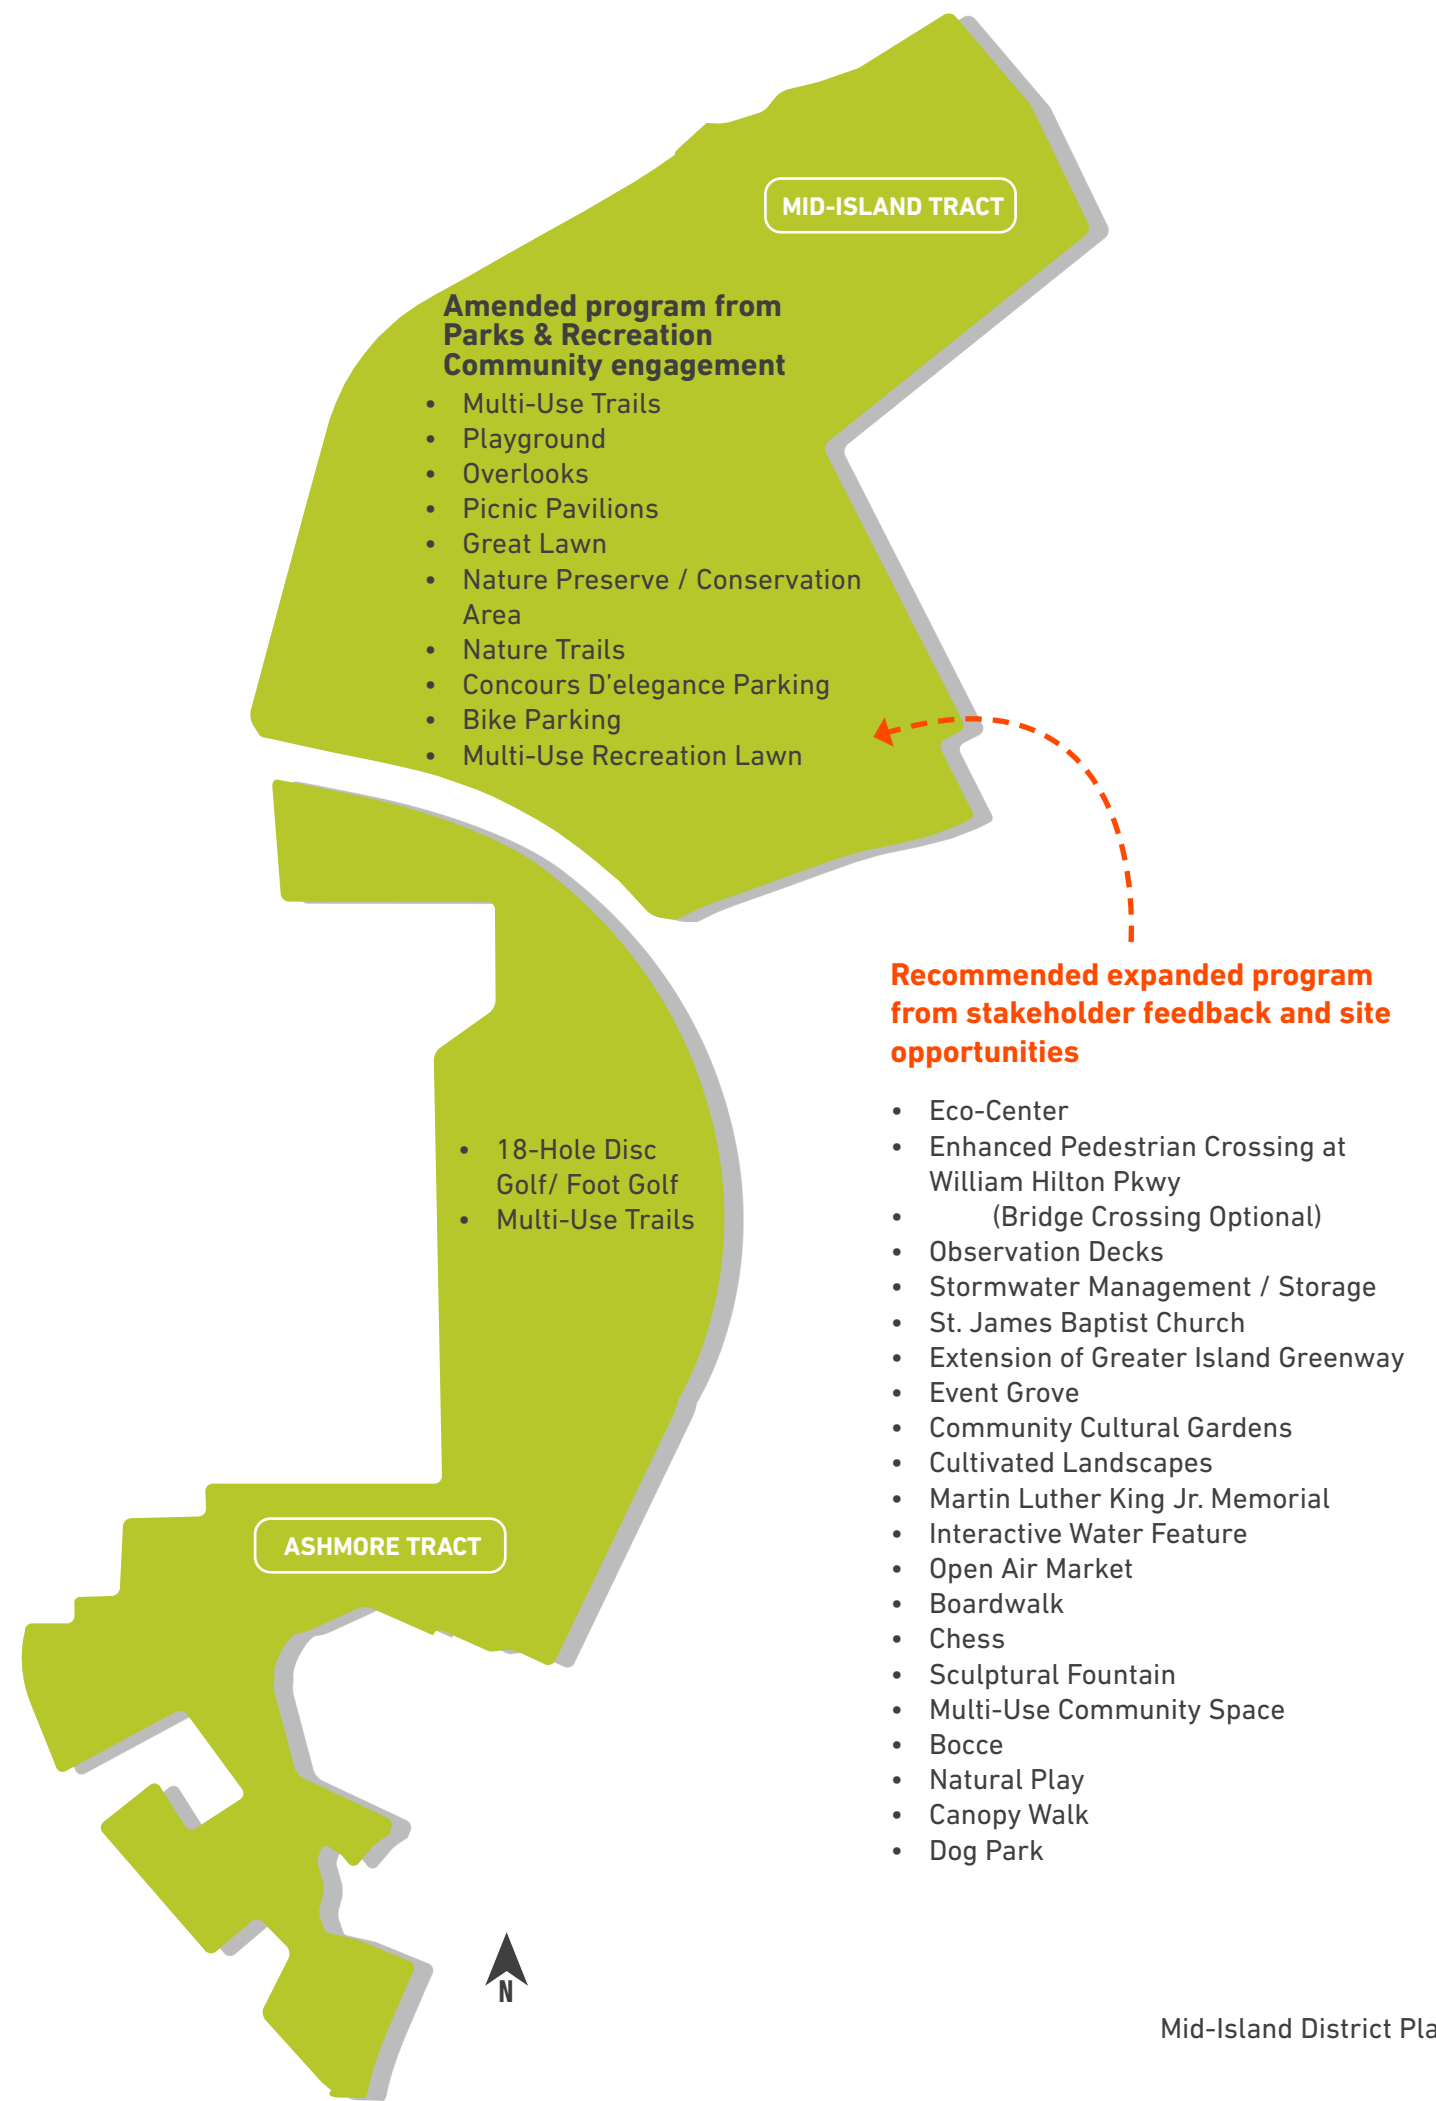 MID-ISLAND TRACT
Amended program from
Parks & Recreation
Community engagement
• Multi-Use Trails
• Playground
• Overlooks
• Picnic Pavilions
• Great Lawn
• Nature Preserve / Conservation
Area
• Nature Trails
• Concours D’elegance Parking
• Bike Parking
• Multi-Use Recreation Lawn
Recommended expanded program
from stakeholder feedback and site
opportunities
• Eco-Center
• Enhanced Pedestrian Crossing at
William Hilton Pkwy
• (Bridge Crossing Optional)
• Observation Decks
• Stormwater Management / Storage
• St. James Baptist Church
• Extension of Greater Island Greenway
• Event Grove
• Community Cultural Gardens
• Cultivated Landscapes
• Martin Luther King Jr. Memorial
• Interactive Water Feature
• Open Air Market
• Boardwalk
• Chess
• Sculptural Fountain
• Multi-Use Community Space
• Bocce
• Natural Play
• Canopy Walk
• Dog Park
• 18-Hole Disc
Golf/ Foot Golf
• Multi-Use Trails
ASHMORE TRACT
N
Mid-Island District Pla